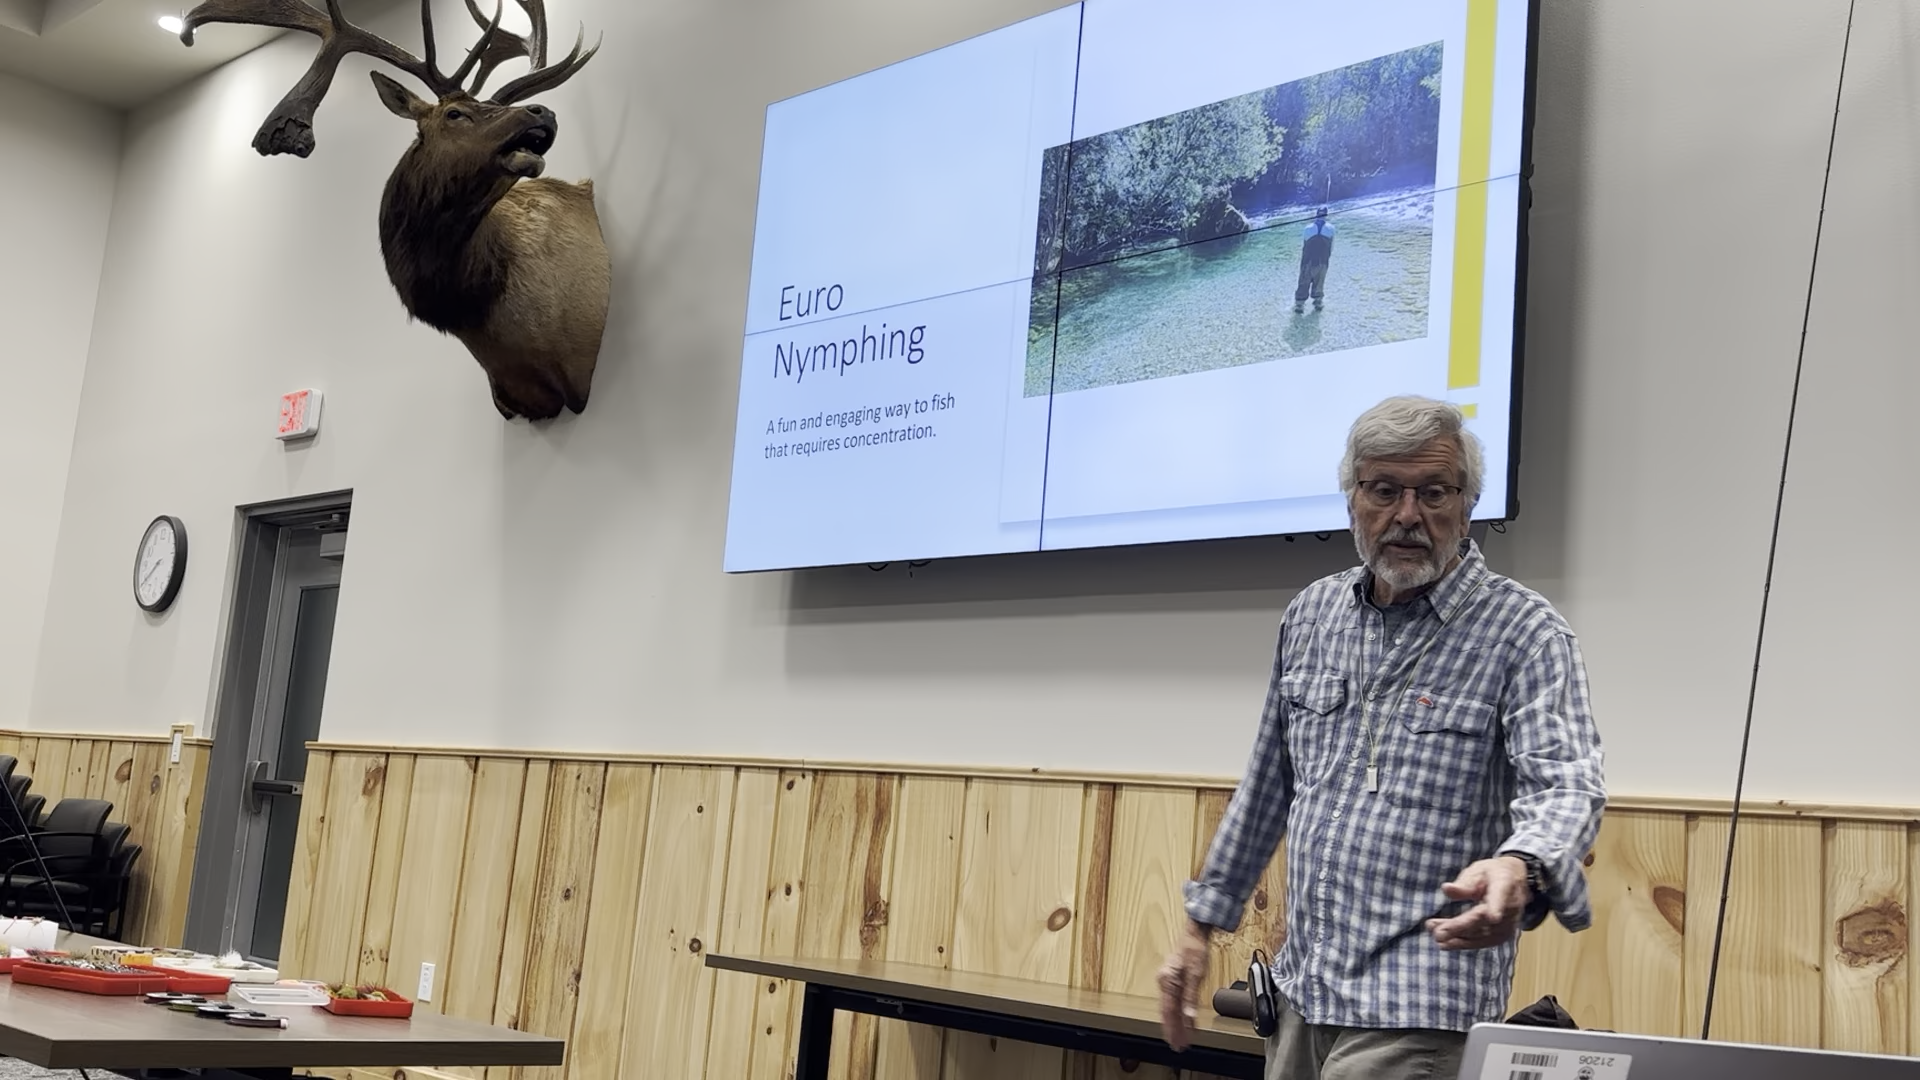 Euro
Nymphing
A fun and engaging way to fish
that requires concentration.
21206